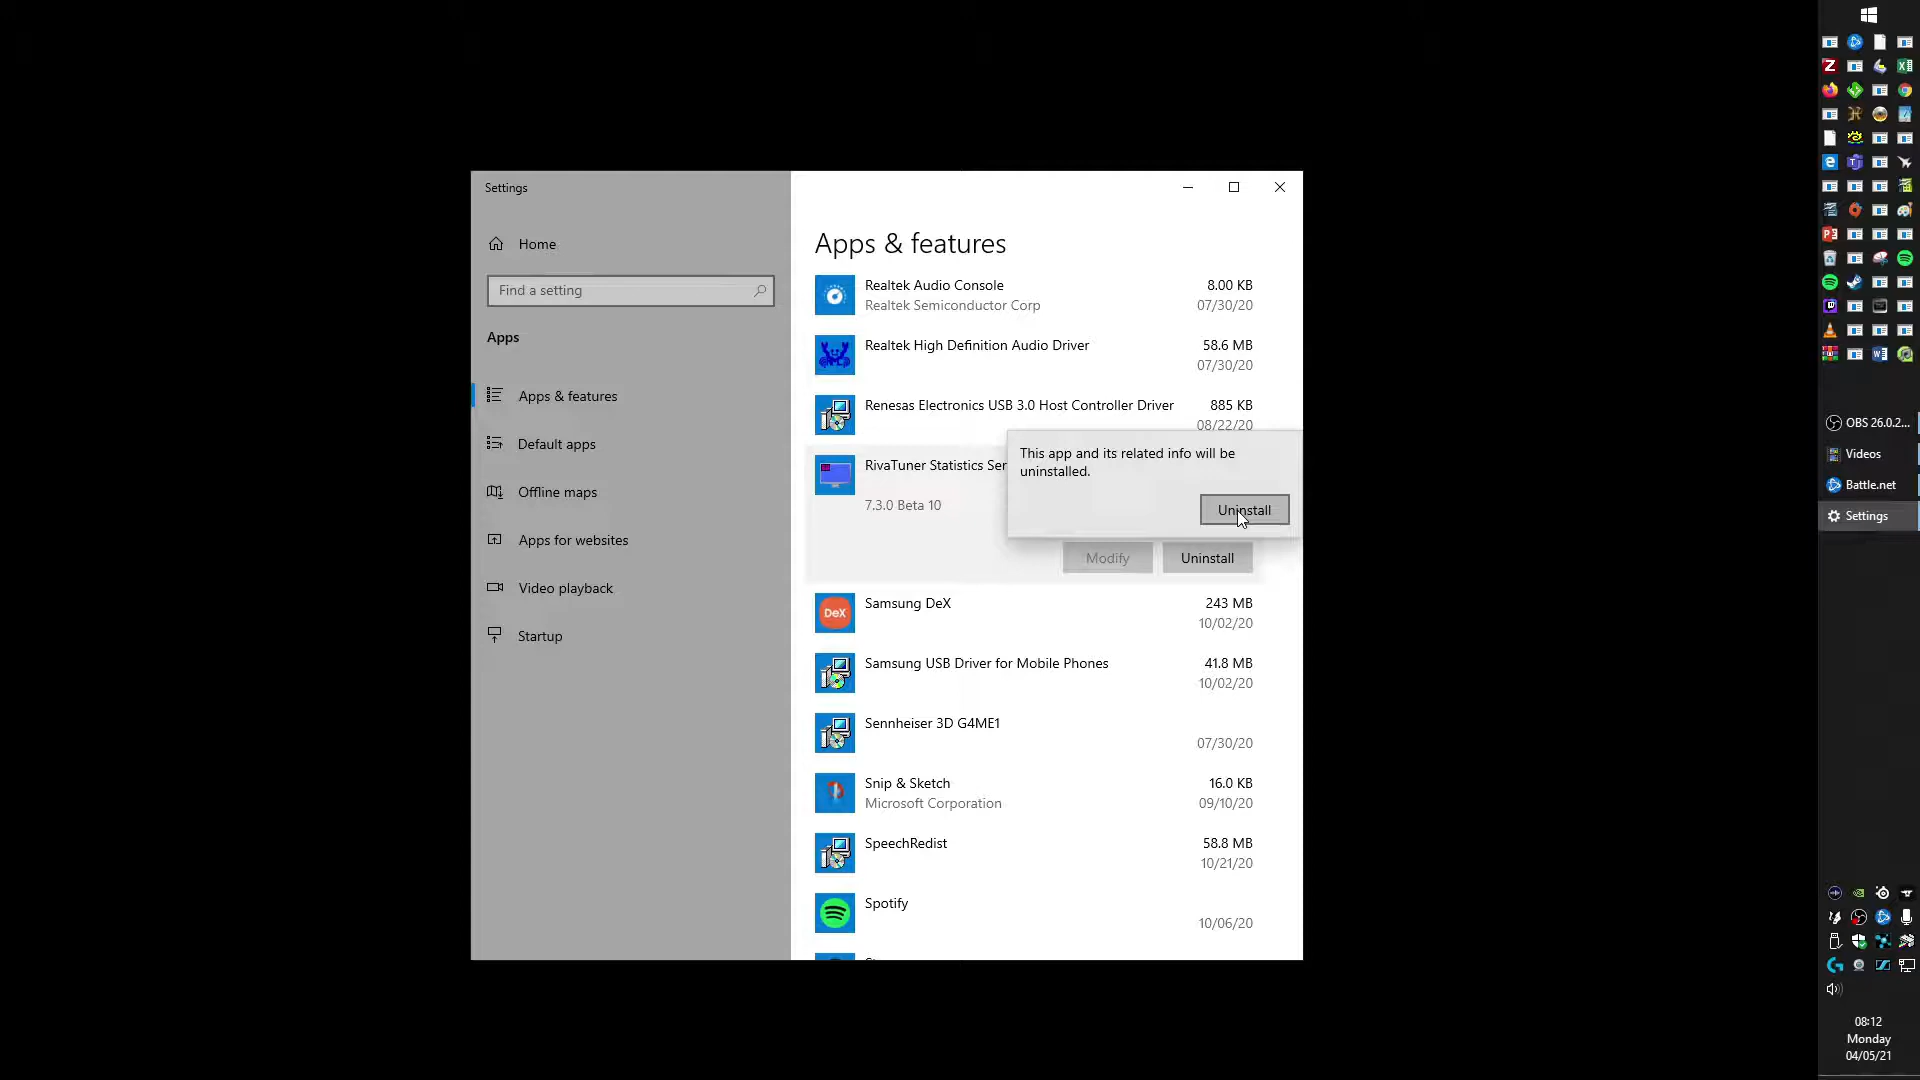 Settings
Home
Find a setting
Apps
Apps & features
Default apps
Offline maps
Apps for websites
Video playback
Startup
Apps & features
Realtek Audio Console
8.00 KB
Realtek Semiconductor Corp
07/30/20
Realtek High Definition Audio Driver
58.6 MB
07/30/20
Renesas Electronics USB 3.0 Host Controller Driver
885 KB
08/22/20
RivaTuner Statistics Ser
7.3.0 Beta 10
This app and its related info will be
uninstalled.
Uninstall
Modify
Uninstall
DeX
Samsung DeX
243 MB
10/02/20
Samsung USB Driver for Mobile Phones
41.8 MB
10/02/20
Sennheiser 3D G4ME1
07/30/20
Snip & Sketch
16.0 KB
Microsoft Corporation
09/10/20
SpeechRedist
58.8 MB
10/21/20
Spotify
10/06/20
OBS 26.0.2...
Videos
Battle.net
Settings
08:12
Monday
04/05/21